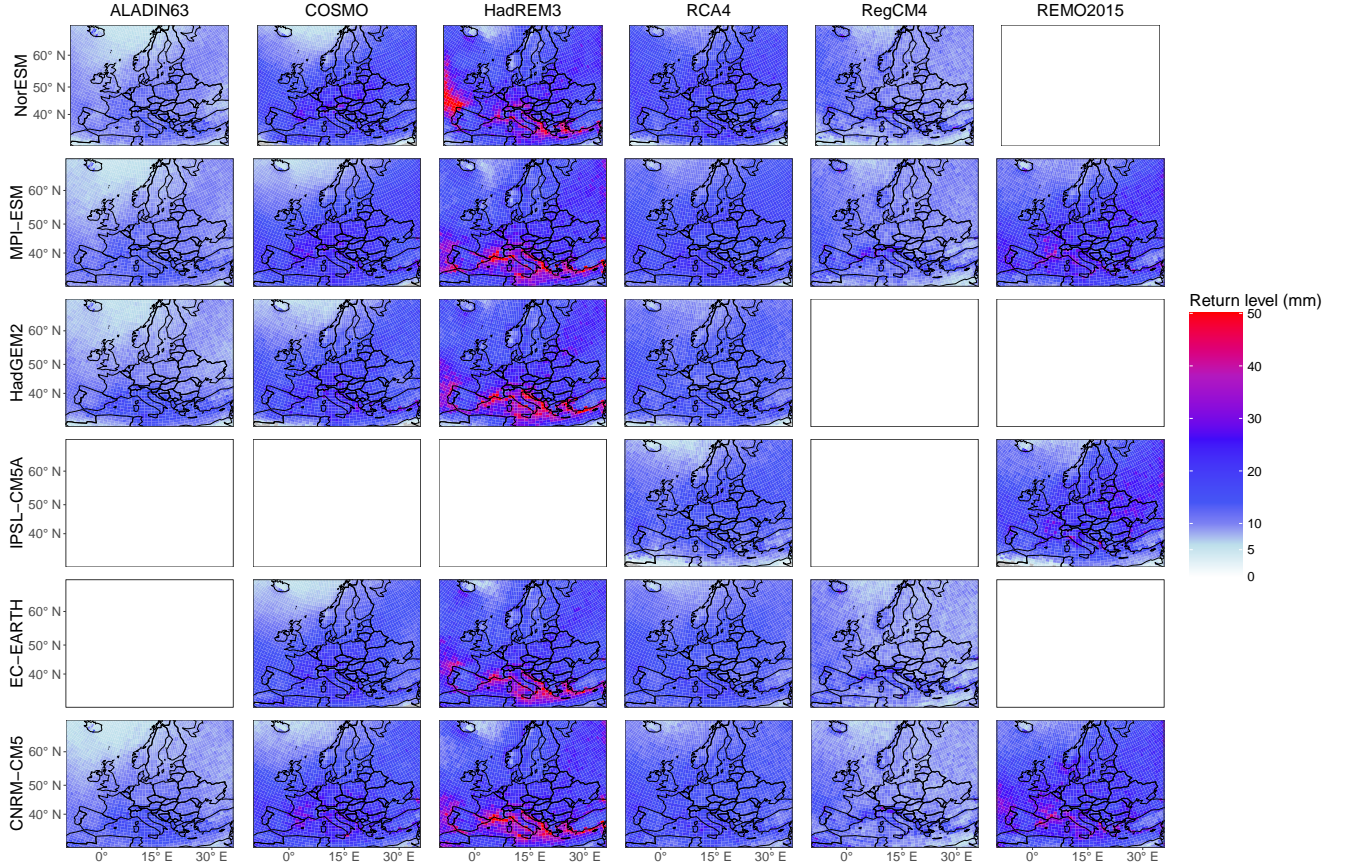 ALADIN63 COSMO HadREM3 RCA4 RegCM4 REMO2015
NorESM
60° N
50° N
40° N
MPI−ESM
60° N
50° N
40° N
HadGEM2
60° N
50° N
40° N
Return level (mm)
50
40
30
20
10
5
0
IPSL−CM5A
60° N
50° N
40° N
EC−EARTH
60° N
50° N
40° N
CNRM−CM5
60° N
50° N
40° N
0° 15° E 30° E 0° 15° E 30° E 0° 15° E 30° E 0° 15° E 30° E 0° 15° E 30° E 0° 15° E 30° E